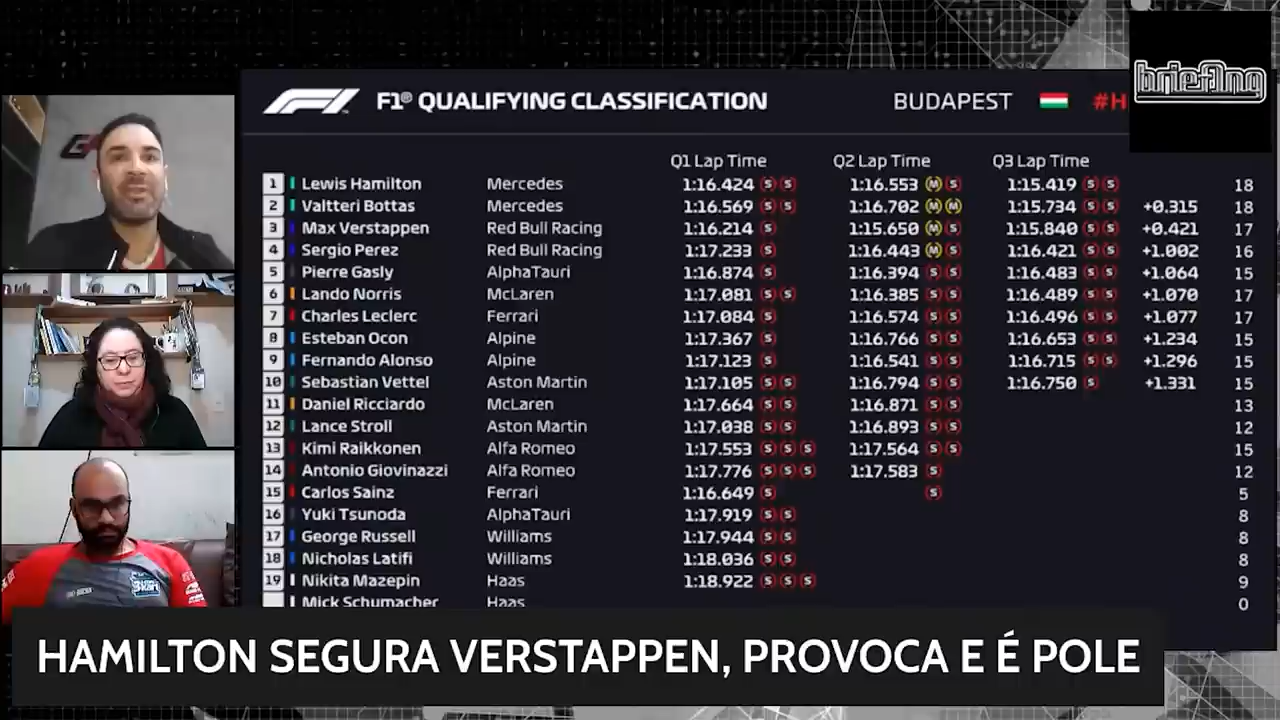 briefing
F1® QUALIFYING CLASSIFICATION BUDAPEST #H
Q1 Lap Time Q2 Lap Time Q3 Lap Time
1 Lewis Hamilton Mercedes 1:16.424 S S 1:16.553 M S 1:15.419 S S 18
2 Valtteri Bottas Mercedes 1:16.569 S S 1:16.702 M M 1:15.734 S S +0.315 18
3 Max Verstappen Red Bull Racing 1:16.214 S 1:15.650 M S 1:15.840 S S +0.421 17
4 Sergio Perez Red Bull Racing 1:17.233 S 1:16.443 M S 1:16.421 S S +1.002 16
5 Pierre Gasly AlphaTauri 1:16.874 S 1:16.394 S S 1:16.483 S S +1.064 15
6 Lando Norris McLaren 1:17.081 S S 1:16.385 S S 1:16.489 S S +1.070 17
7 Charles Leclerc Ferrari 1:17.084 S 1:16.574 S S 1:16.496 S S +1.077 17
8 Esteban Ocon Alpine 1:17.367 S 1:16.766 S S 1:16.653 S S +1.234 15
9 Fernando Alonso Alpine 1:17.123 S 1:16.541 S S 1:16.715 S S +1.296 15
10 Sebastian Vettel Aston Martin 1:17.105 S S 1:16.794 S S 1:16.750 S +1.331 15
11 Daniel Ricciardo McLaren 1:17.664 S S 1:16.871 S S 13
12 Lance Stroll Aston Martin 1:17.038 S S 1:16.893 S S 12
13 Kimi Raikkonen Alfa Romeo 1:17.553 S S S 1:17.564 S S 15
14 Antonio Giovinazzi Alfa Romeo 1:17.776 S S S 1:17.583 S 12
15 Carlos Sainz Ferrari 1:16.649 S S 5
16 Yuki Tsunoda AlphaTauri 1:17.919 S S 8
17 George Russell Williams 1:17.944 S S 8
18 Nicholas Latifi Williams 1:18.036 S S 8
19 Nikita Mazepin Haas 1:18.922 S S S 9
Mick Schumacher Haas 0
HAMILTON SEGURA VERSTAPPEN, PROVOCA E É POLE